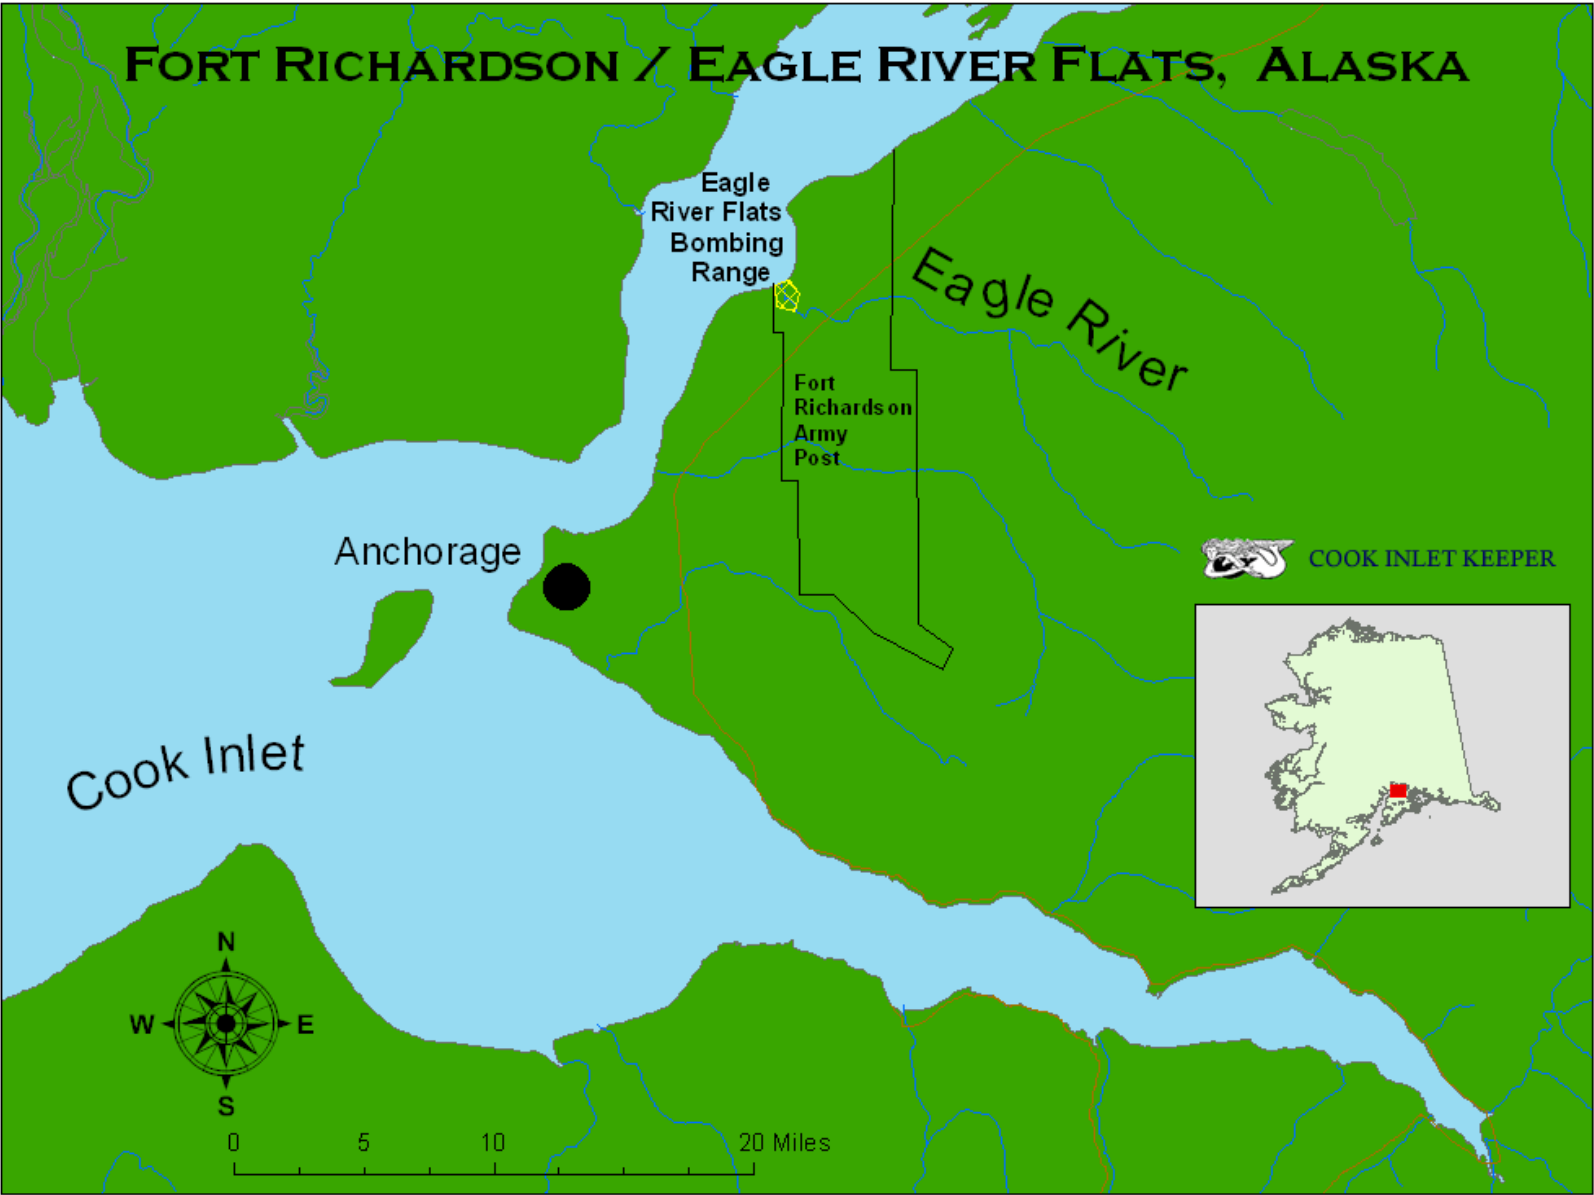 FORT RICHARDSON / EAGLE RIVER FLATS, ALASKA
Eagle
River Flats
Bombing
Range
Eagle River
Fort
Richardson
Army
Post
Anchorage
COOK INLET KEEPER
Cook Inlet
N
W E
S
0 5 10 20 Miles